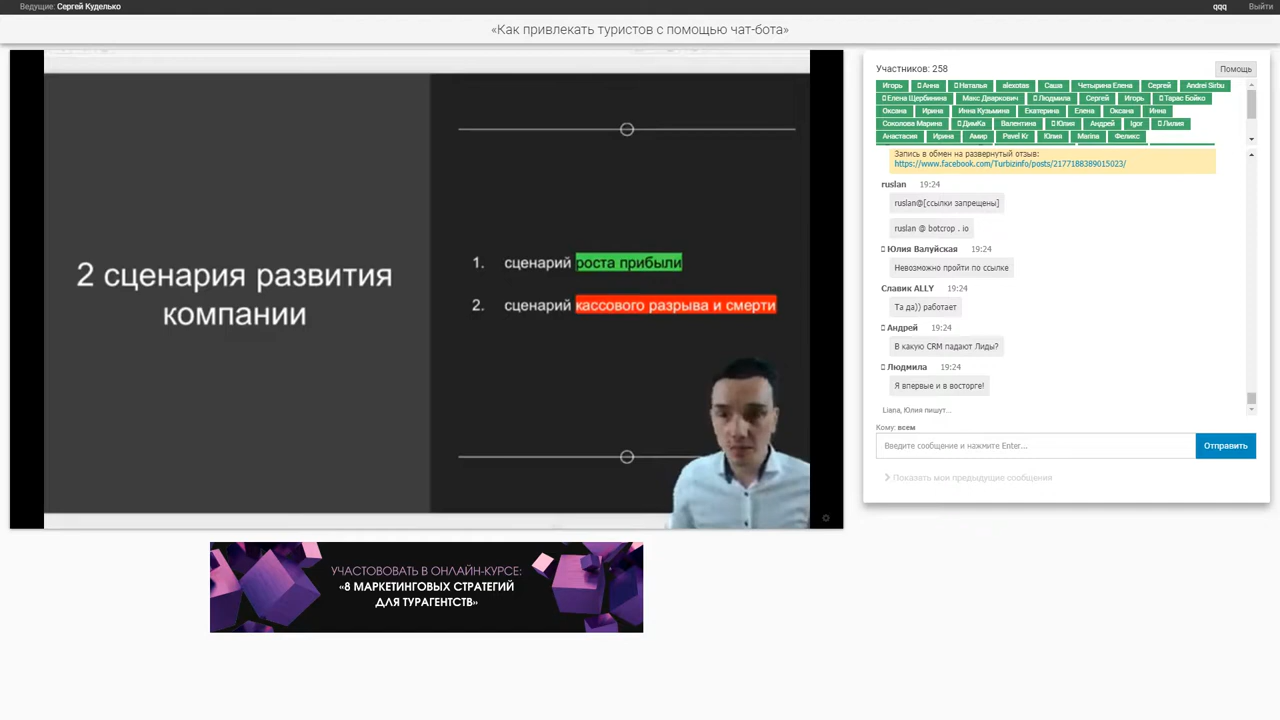 Ведущие: Сергей Куделько
qqq
Выйти
«Как привлекать туристов с помощью чат-бота»
2 сценария развития
компании
1. сценарий роста прибыли
2. сценарий кассового разрыва и смерти
УЧАСТВОВАТЬ В ОНЛАЙН-КУРСЕ:
«8 МАРКЕТИНГОВЫХ СТРАТЕГИЙ
ДЛЯ ТУРАГЕНТСТВ»
Участников: 258
Помощь
Игорь Анна Наталья alexotas Саша Четырина Елена Сергей Andrei Sirbu
Елена Щербинина Макс Дваркович Людмила Сергей Игорь Тарас Бойко
Оксана Ирина Инна Кузьмина Екатерина Елена Оксана Инна
Соколова Марина ДимКа Валентина Юлия Андрей Igor Лилия
Анастасия Ирина Амир Pavel Kr Юлия Marina Феликс
Запись в обмен на развернутый отзыв:
https://www.facebook.com/Turbizinfo/posts/2177188389015023/
ruslan 19:24
ruslan@[ссылки запрещены]
ruslan @ botcrop . io
Юлия Валуйская 19:24
Невозможно пройти по ссылке
Славик ALLY 19:24
Та да)) работает
Андрей 19:24
В какую CRM падают Лиды?
Людмила 19:24
Я впервые и в восторге!
Liana, Юлия пишут...
Кому: всем
Введите сообщение и нажмите Enter...
Отправить
Показать мои предыдущие сообщения